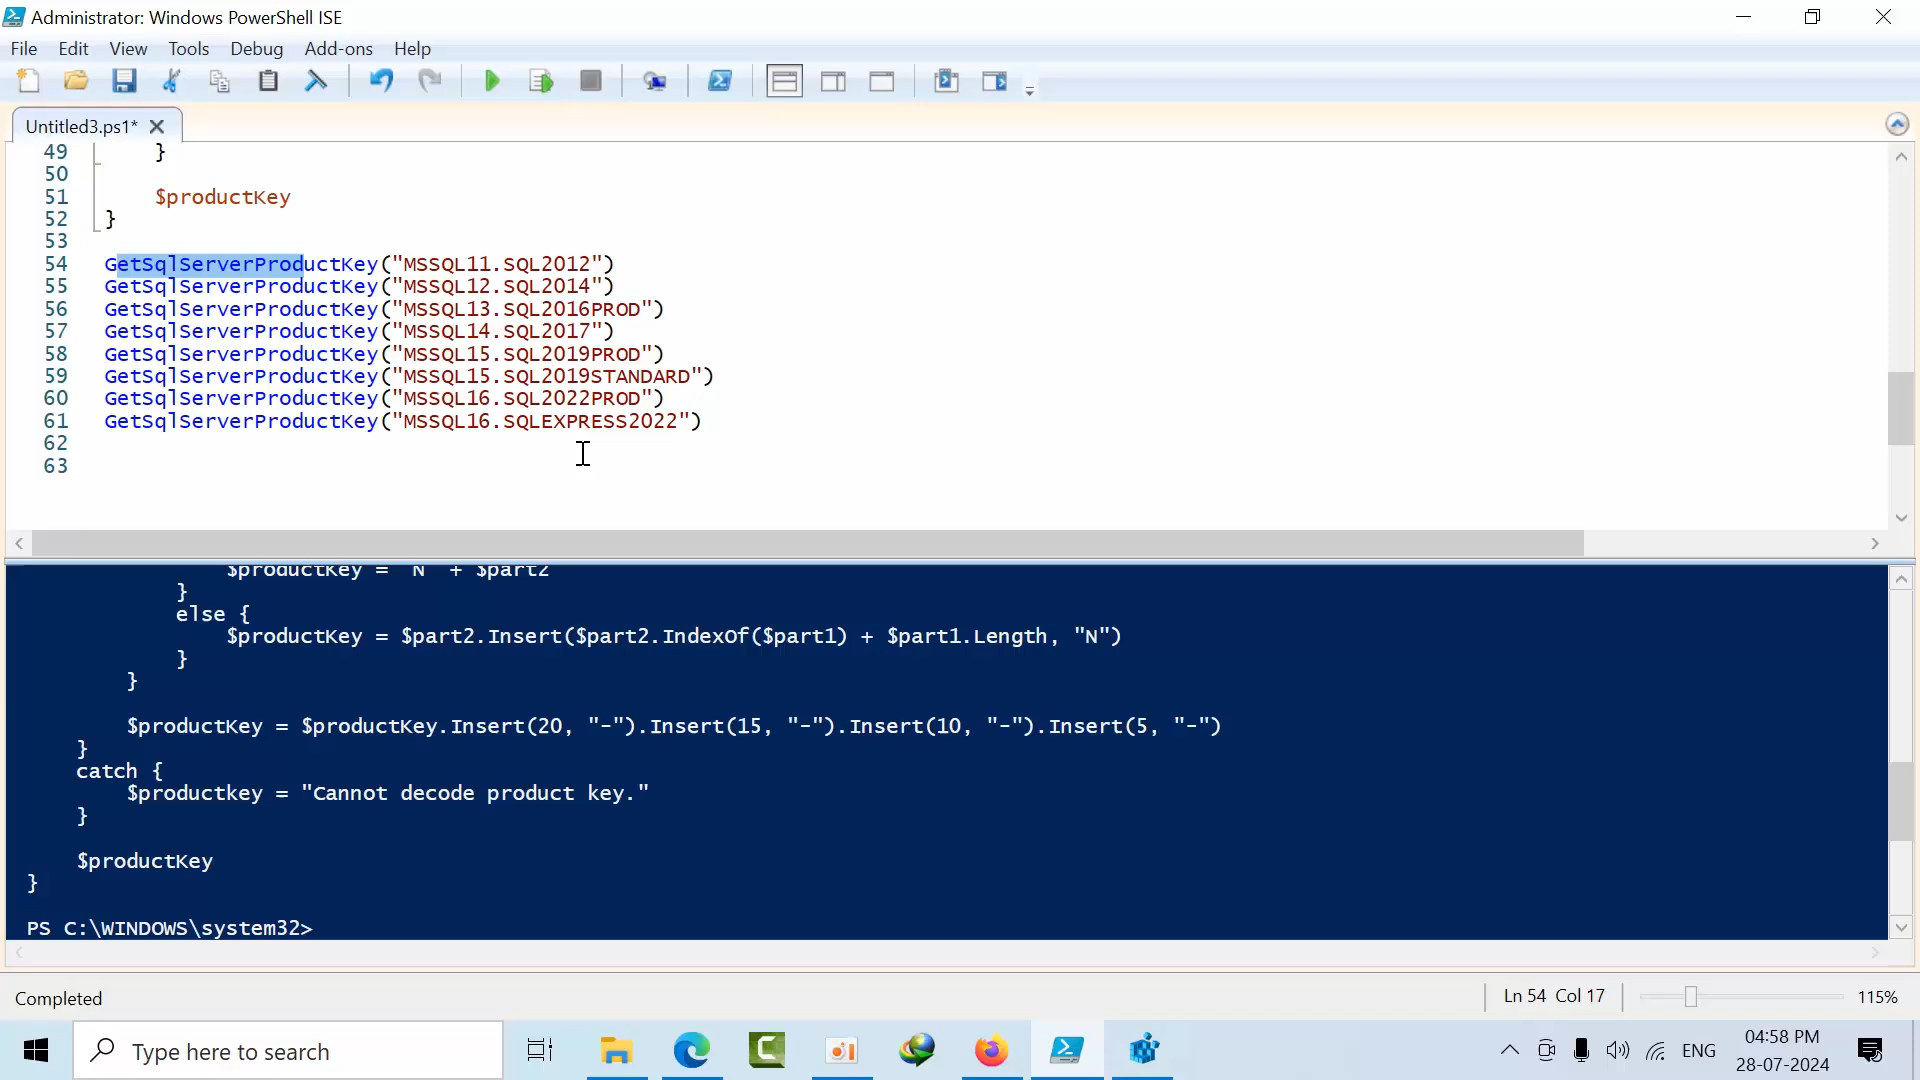 Administrator: Windows PowerShell ISE
File Edit View Tools Debug Add-ons Help
Untitled3.ps1*
49 }
50
51 $productKey
52 }
53
54 GetSqlServerProductKey("MSSQL11.SQL2012")
55 GetSqlServerProductKey("MSSQL12.SQL2014")
56 GetSqlServerProductKey("MSSQL13.SQL2016PROD")
57 GetSqlServerProductKey("MSSQL14.SQL2017")
58 GetSqlServerProductKey("MSSQL15.SQL2019PROD")
59 GetSqlServerProductKey("MSSQL15.SQL2019STANDARD")
60 GetSqlServerProductKey("MSSQL16.SQL2022PROD")
61 GetSqlServerProductKey("MSSQL16.SQLEXPRESS2022")
62
63
$productKey = "N" + $part2
}
else {
$productKey = $part2.Insert($part2.IndexOf($part1) + $part1.Length, "N")
}
}
$productKey = $productKey.Insert(20, "-").Insert(15, "-").Insert(10, "-").Insert(5, "-")
}
catch {
$productkey = "Cannot decode product key."
}
$productKey
}
PS C:\WINDOWS\system32>
Completed
Ln 54 Col 17
115%
Type here to search
ENG
04:58 PM
28-07-2024